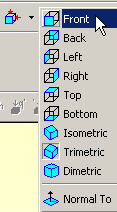 Front
Back
Left
Right
Top
Bottom
Isometric
Trimetric
Dimetric
Normal To